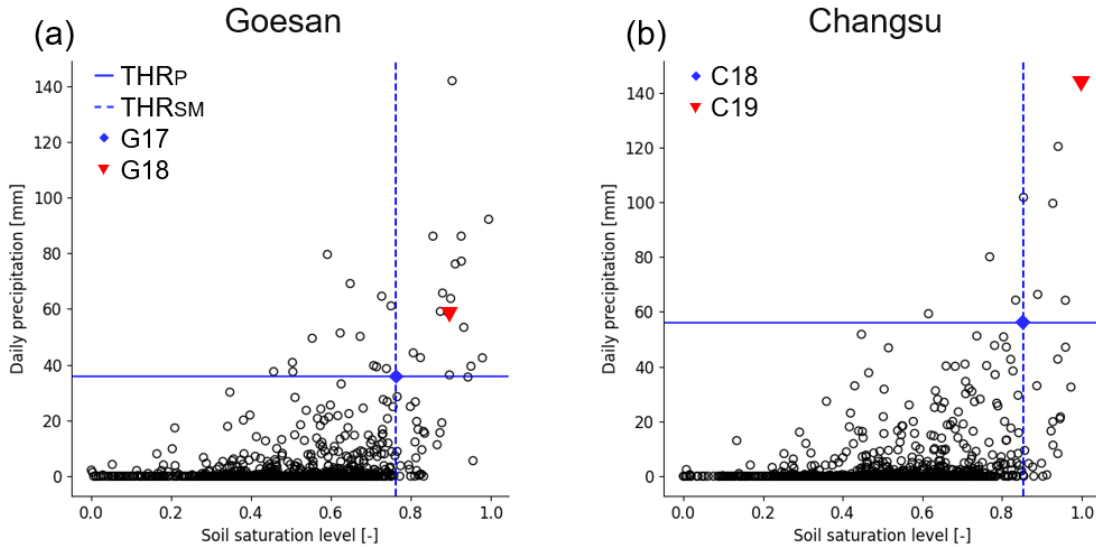 (a)
Goesan
THRP
THRSM
G17
G18
Daily precipitation [mm]
140
120
100
80
60
40
20
0
0.0 0.2 0.4 0.6 0.8 1.0
Soil saturation level [-]
(b)
Changsu
C18
C19
Daily precipitation [mm]
140
120
100
80
60
40
20
0
0.0 0.2 0.4 0.6 0.8 1.0
Soil saturation level [-]